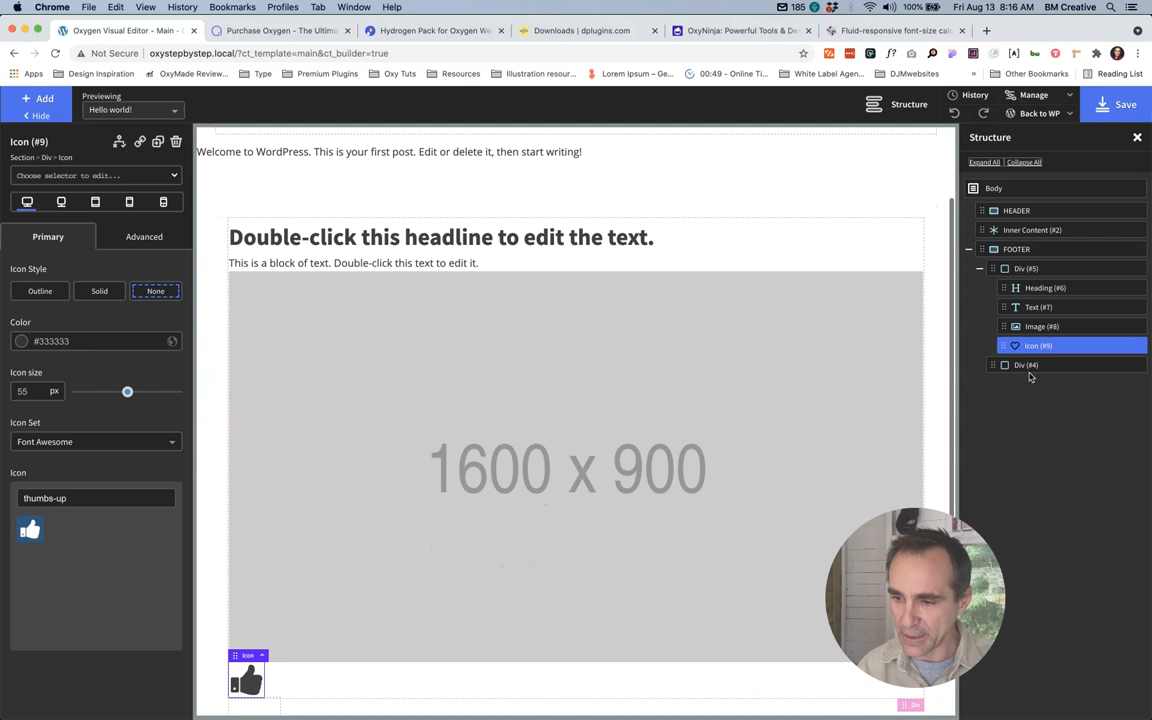 Chrome File Edit View History Bookmarks Profiles Tab Window Help 185 100% Fri Aug 13 8:16 AM BM Creative
Oxygen Visual Editor - Main - Purchase Oxygen - The Ultima Hydrogen Pack for Oxygen We Downloads | dplugins.com OxyNinja: Powerful Tools & De Fluid-responsive font-size calc
Not Secure oxystepbystep.local/?ct_template=main&ct_builder=true
Apps Design Inspiration OxyMade Review... Type Premium Plugins Oxy Tuts Resources Illustration resour... Lorem Ipsum – Ge... 00:49 - Online Ti... White Label Agen... DJMwebsites » Other Bookmarks Reading List
+ Add
Hide
Previewing
Hello world!
Structure
History
Manage
Back to WP
Save
Icon (#9)
Section > Div > Icon
Choose selector to edit...
Primary
Advanced
Icon Style
Outline
Solid
None
Color
#333333
Icon size
55 px
Icon Set
Font Awesome
Icon
thumbs-up
Welcome to WordPress. This is your first post. Edit or delete it, then start writing!
Double-click this headline to edit the text.
This is a block of text. Double-click this text to edit it.
1600 x 900
Icon
Div
Structure
Expand All Collapse All
Body
HEADER
Inner Content (#2)
FOOTER
Div (#5)
Heading (#6)
Text (#7)
Image (#8)
Icon (#9)
Div (#4)